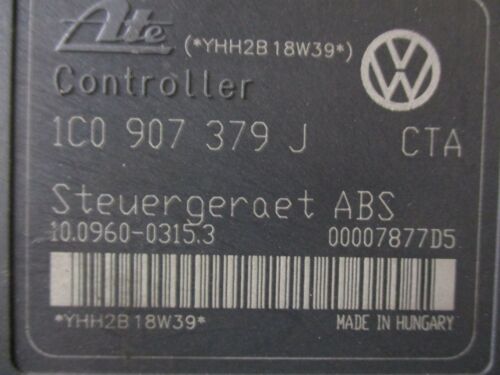 Ate (*YHH2B18W39*)
Controller
1C0 907 379 J CTA
Steuergeraet ABS
10.0960-0315.3 00007877D5
*YHH2B18W39* MADE IN HUNGARY